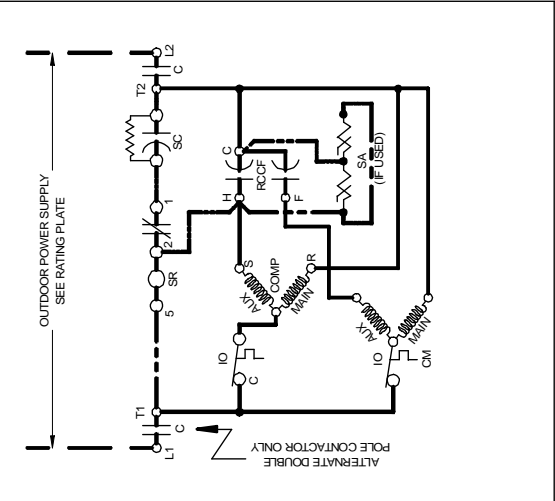 OUTDOOR POWER SUPPLY
SEE RATING PLATE
L1
C
T1
5
SR
2
1
SC
T2
C
L2
ALTERNATE DOUBLE
POLE CONTACTOR ONLY
H
C
RCCF
F
SA
(IF USED)
IO
C
S
AUX
COMP
MAIN
R
IO
CM
AUX
MAIN